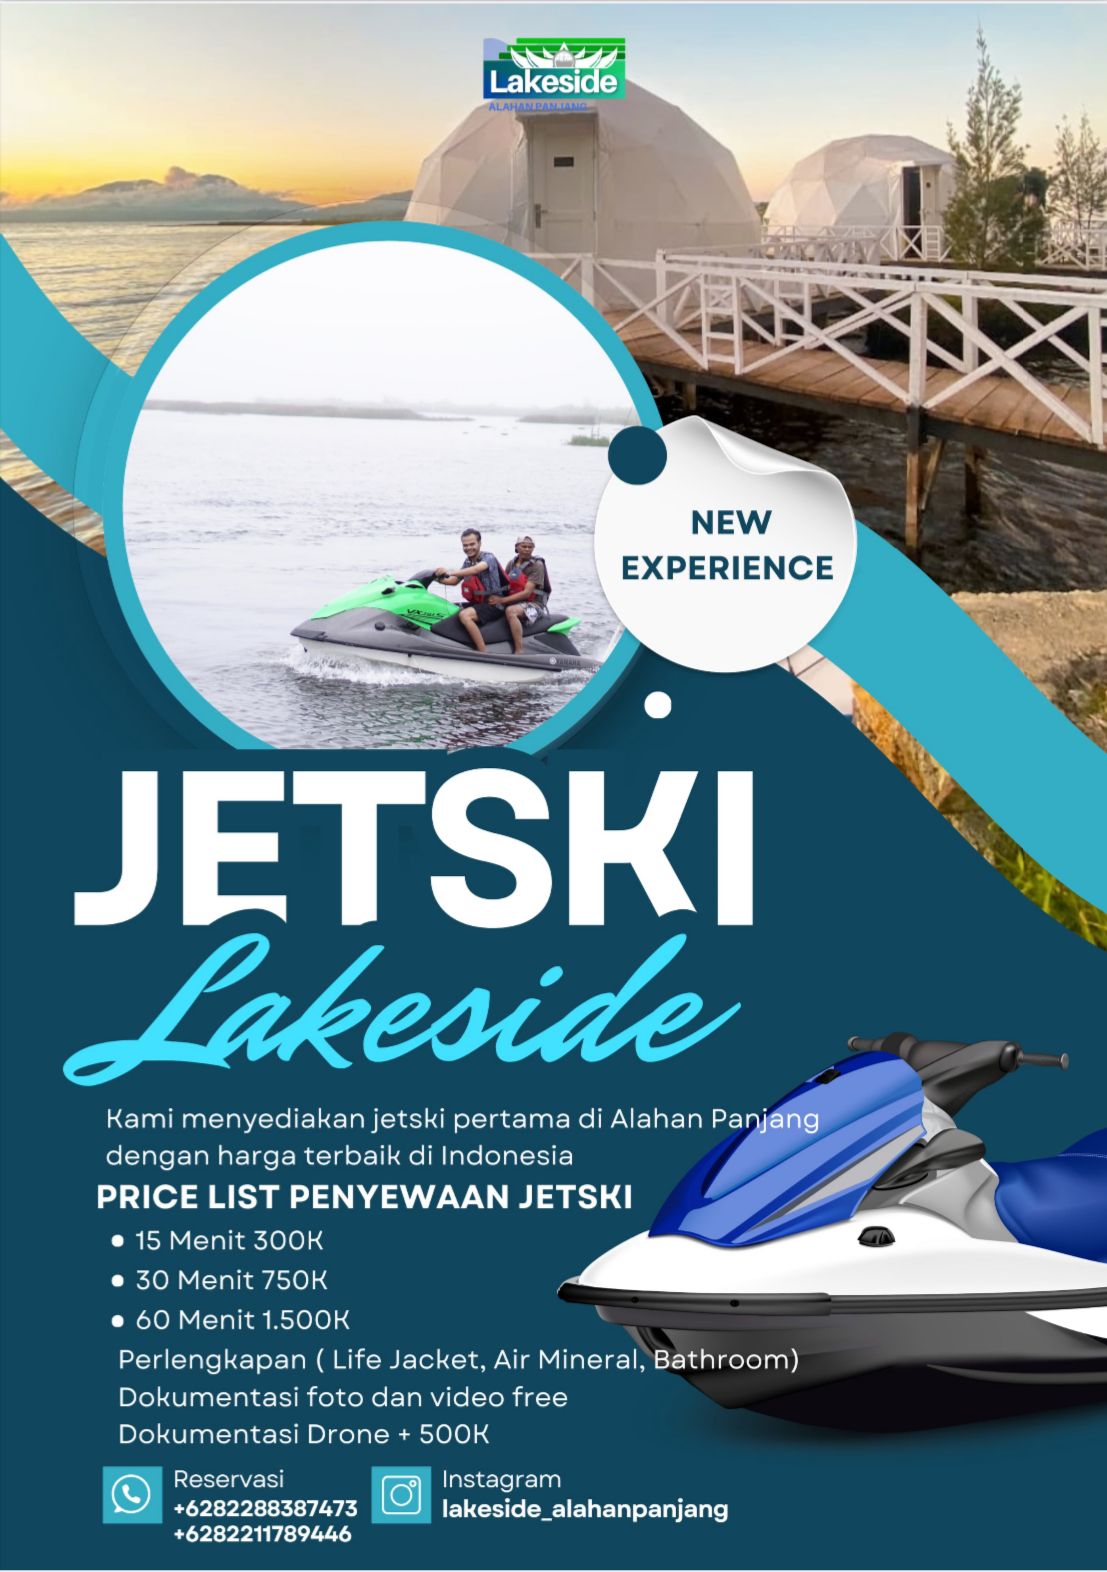 Lakeside
ALAHAN PANJANG
NEW
EXPERIENCE
JETSKI
Lakeside
Kami menyediakan jetski pertama di Alahan Panjang
dengan harga terbaik di Indonesia
PRICE LIST PENYEWAAN JETSKI
• 15 Menit 300K
• 30 Menit 750K
• 60 Menit 1.500K
Perlengkapan ( Life Jacket, Air Mineral, Bathroom)
Dokumentasi foto dan video free
Dokumentasi Drone + 500K
Reservasi
+6282288387473
+6282211789446
Instagram
lakeside_alahanpanjang